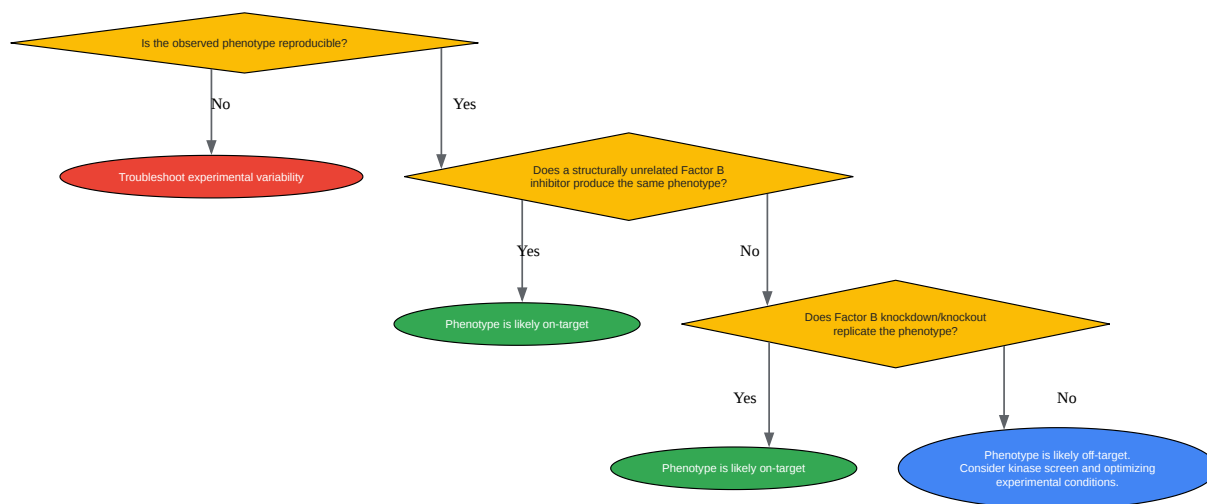 Is the observed phenotype reproducible?
No
Yes
Troubleshoot experimental variability
Does a structurally unrelated Factor B
inhibitor produce the same phenotype?
Yes
No
Phenotype is likely on-target
Does Factor B knockdown/knockout
replicate the phenotype?
Yes
No
Phenotype is likely on-target
Phenotype is likely off-target.
Consider kinase screen and optimizing
experimental conditions.